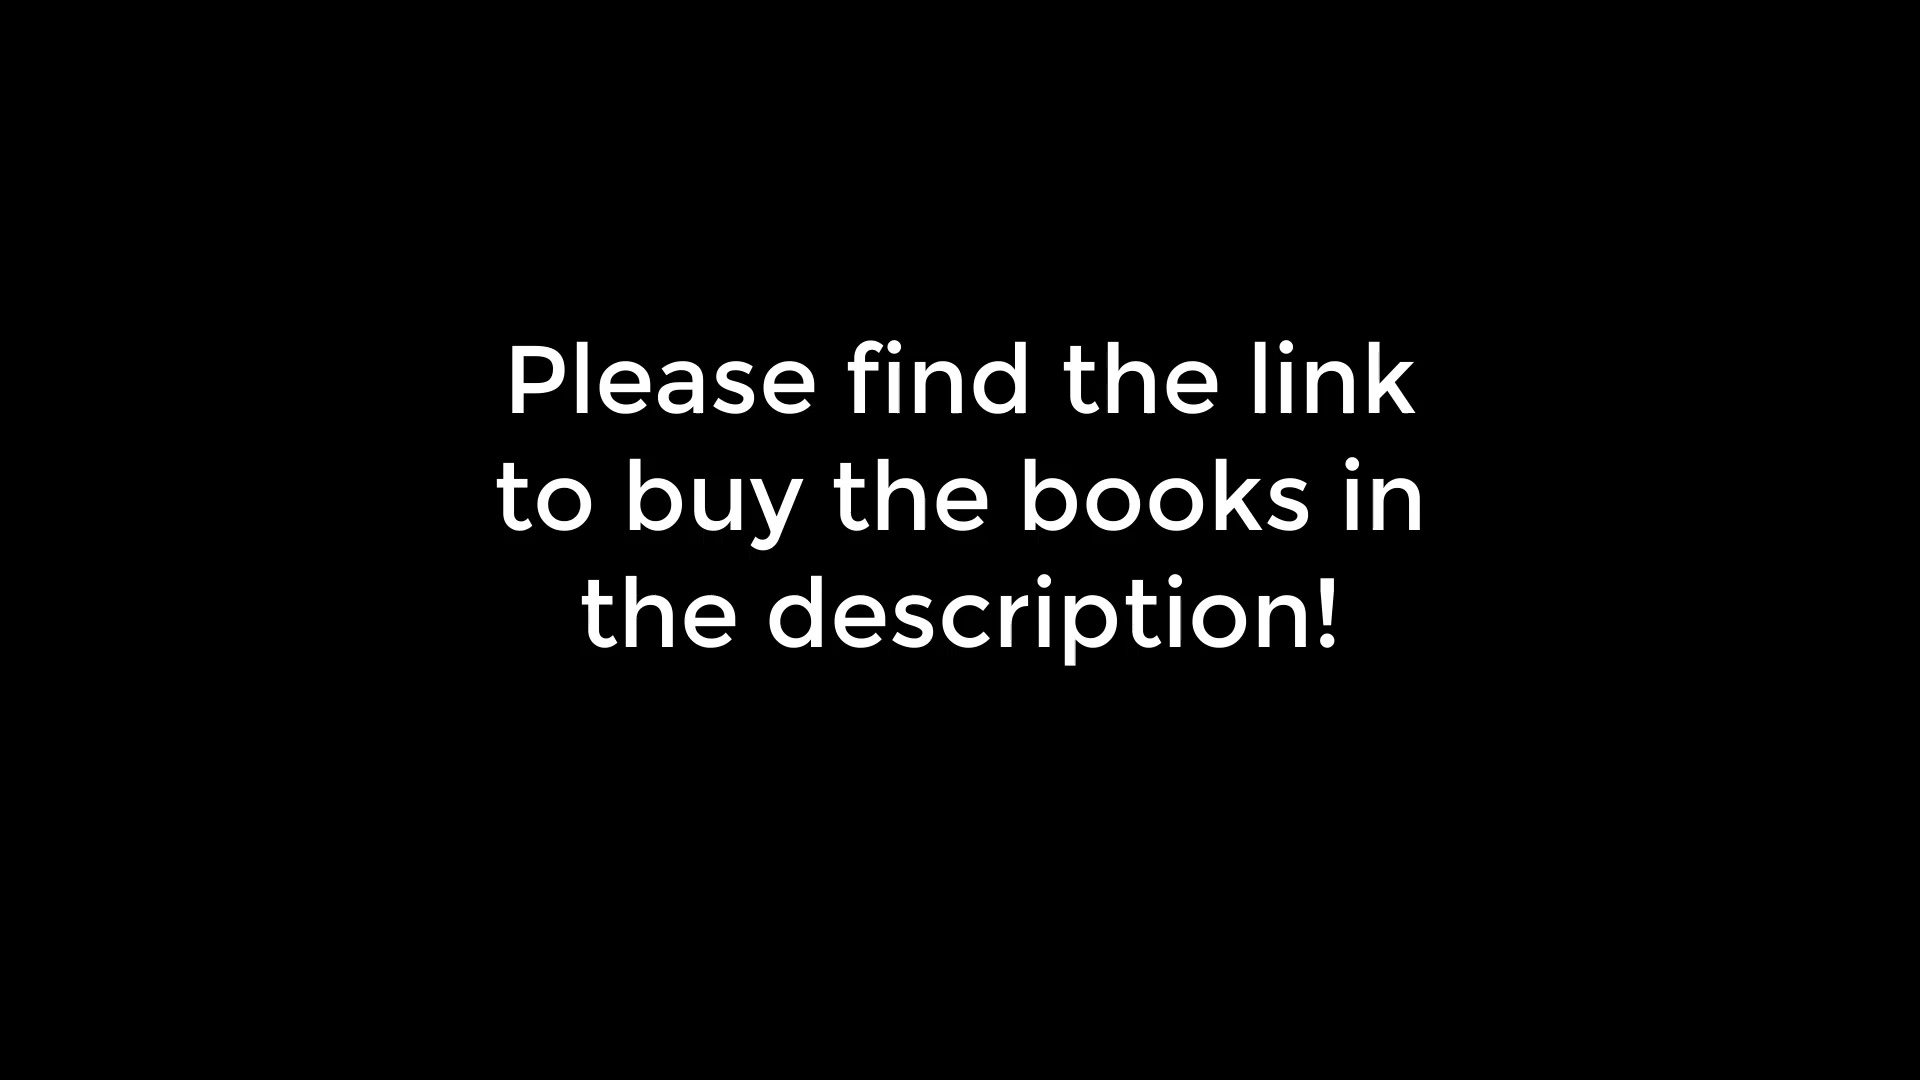 Please find the link
to buy the books in
the description!